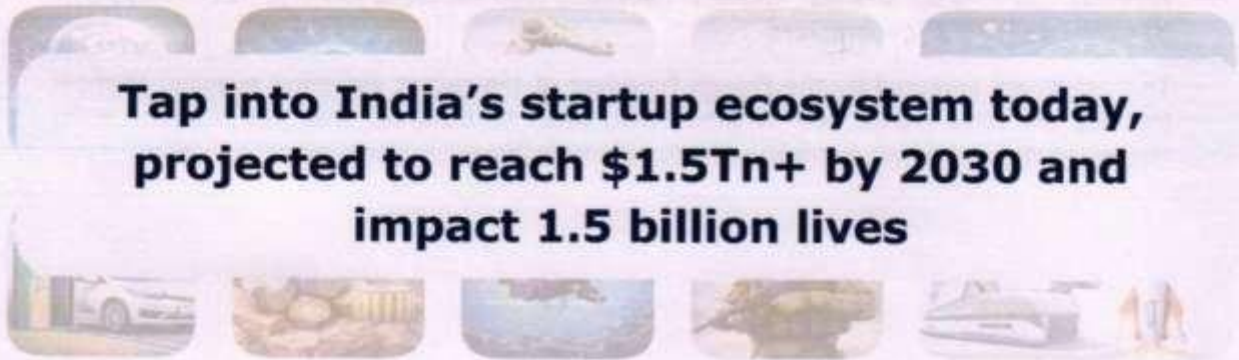 Tap into India's startup ecosystem today,
projected to reach $1.5Tn+ by 2030 and
impact 1.5 billion lives